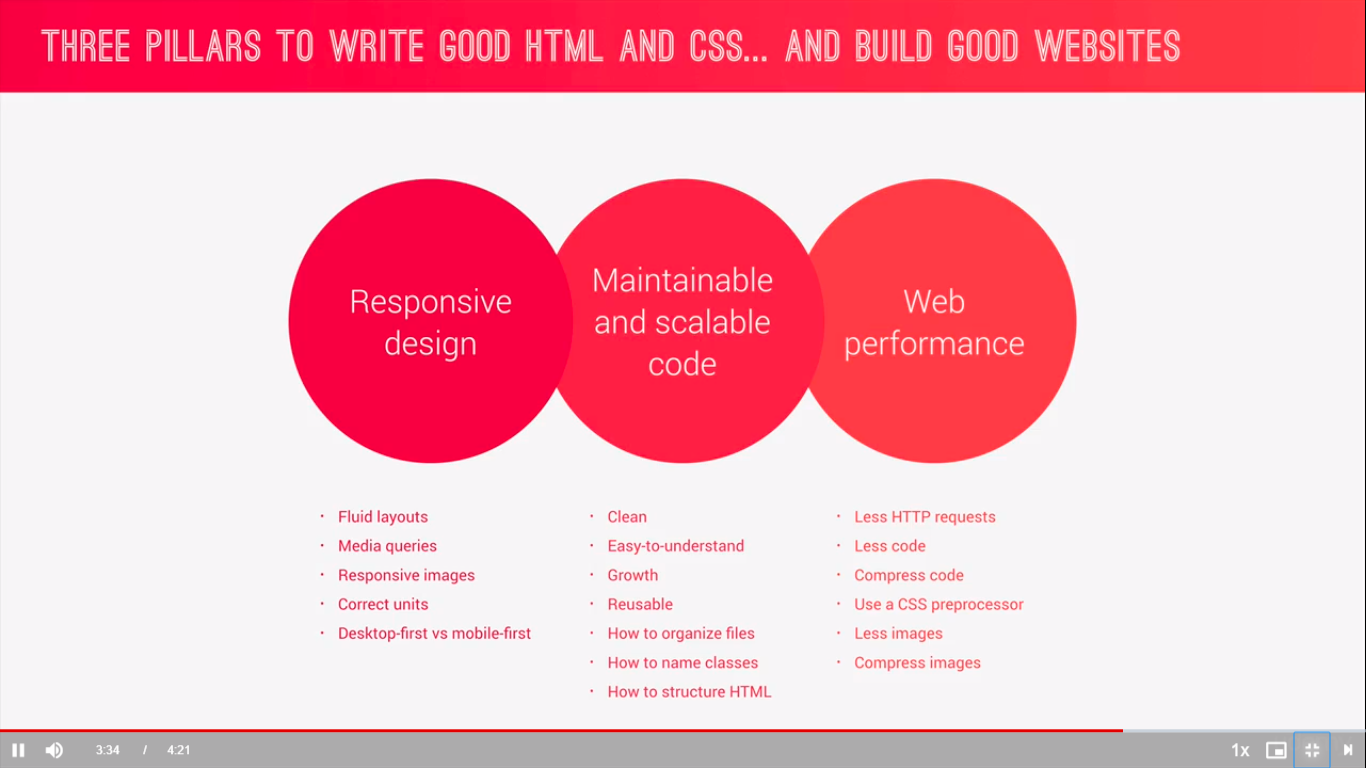 THREE PILLARS TO WRITE GOOD HTML AND CSS... AND BUILD GOOD WEBSITES
Responsive
design
Maintainable
and scalable
code
Web
performance
· Fluid layouts
· Media queries
· Responsive images
· Correct units
· Desktop-first vs mobile-first
· Clean
· Easy-to-understand
· Growth
· Reusable
· How to organize files
· How to name classes
· How to structure HTML
· Less HTTP requests
· Less code
· Compress code
· Use a CSS preprocessor
· Less images
· Compress images
3:34 / 4:21 1x